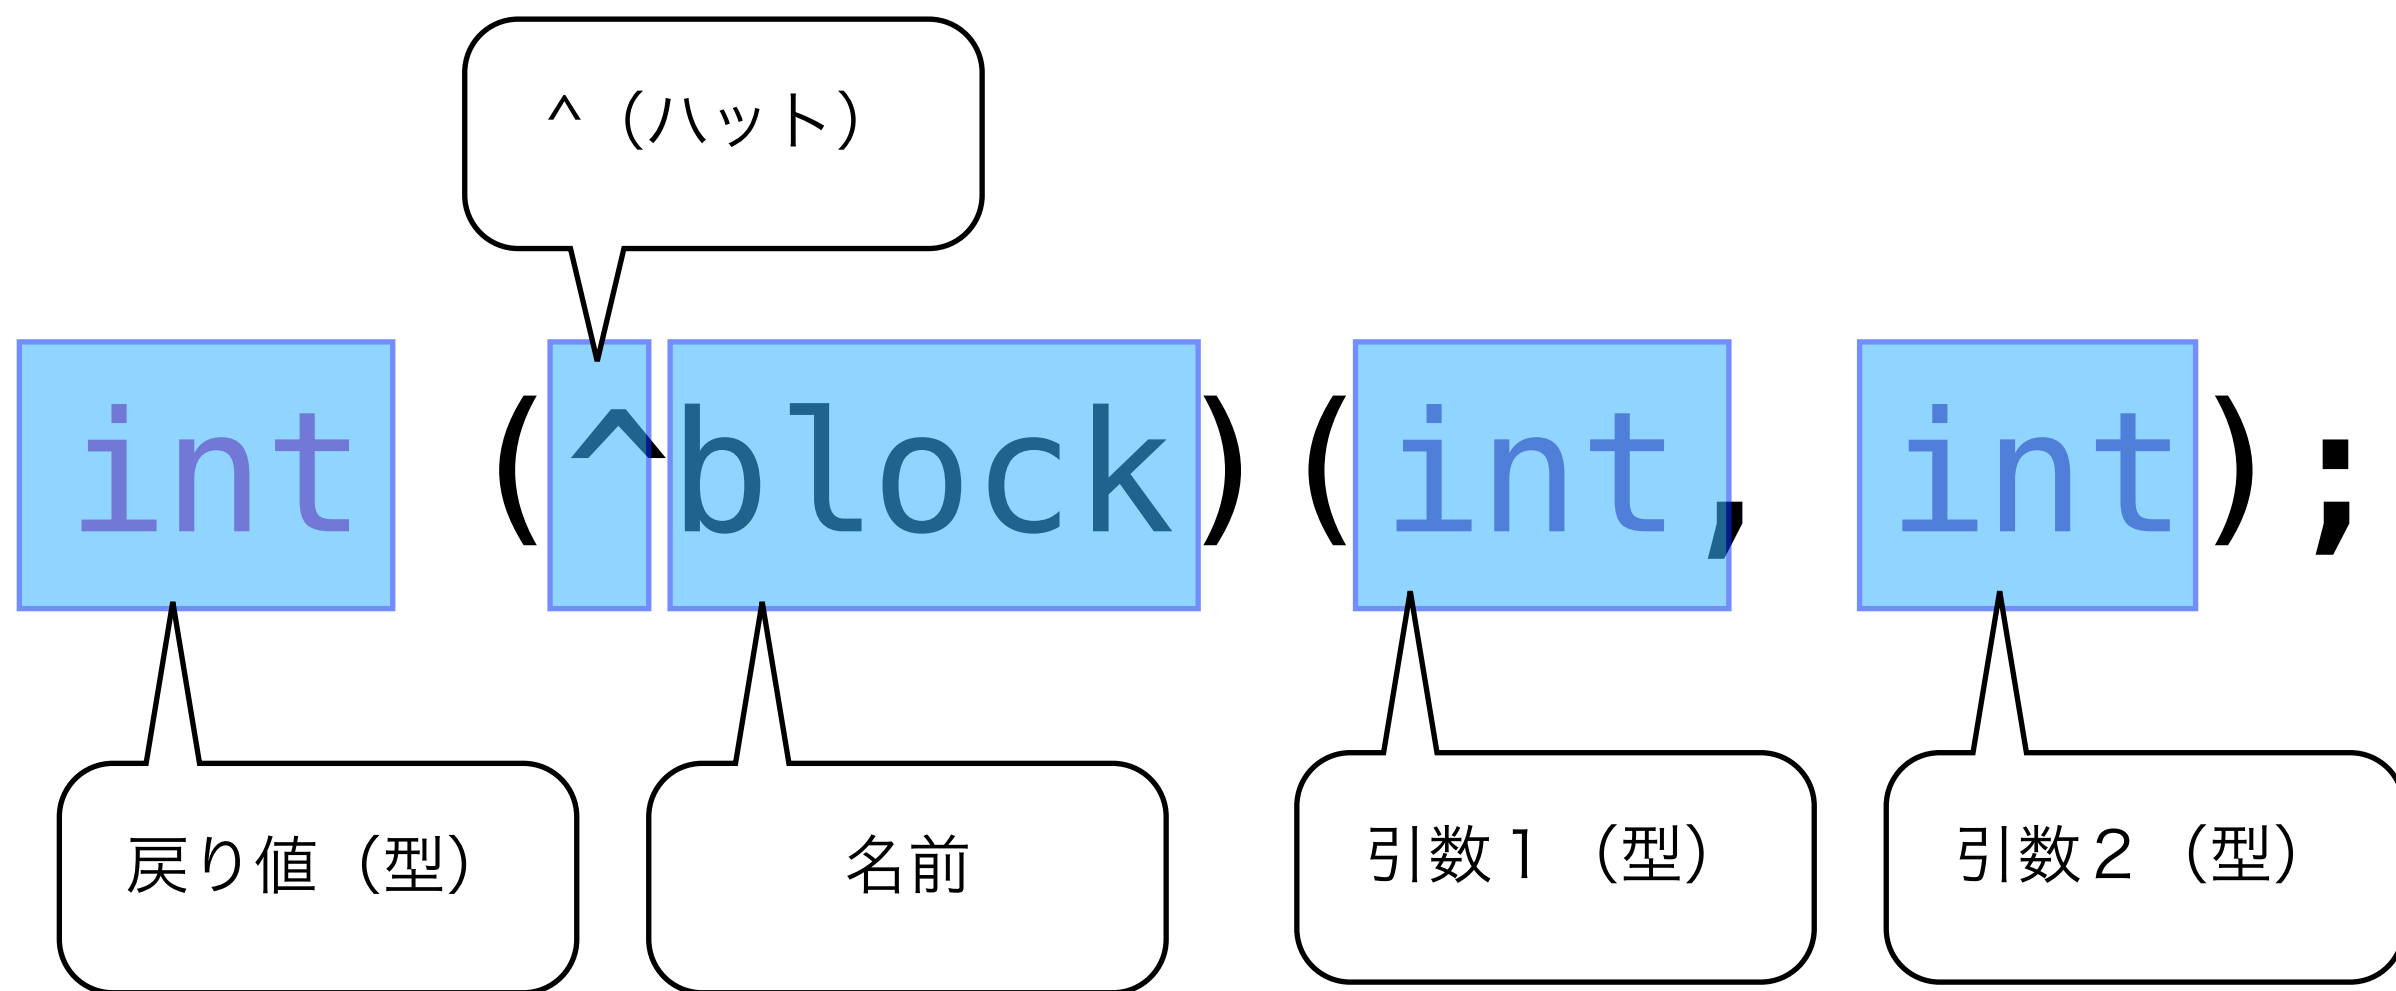 ^（ハット）
int (^block)(int, int);
戻り値（型）
名前
引数１（型）
引数２（型）